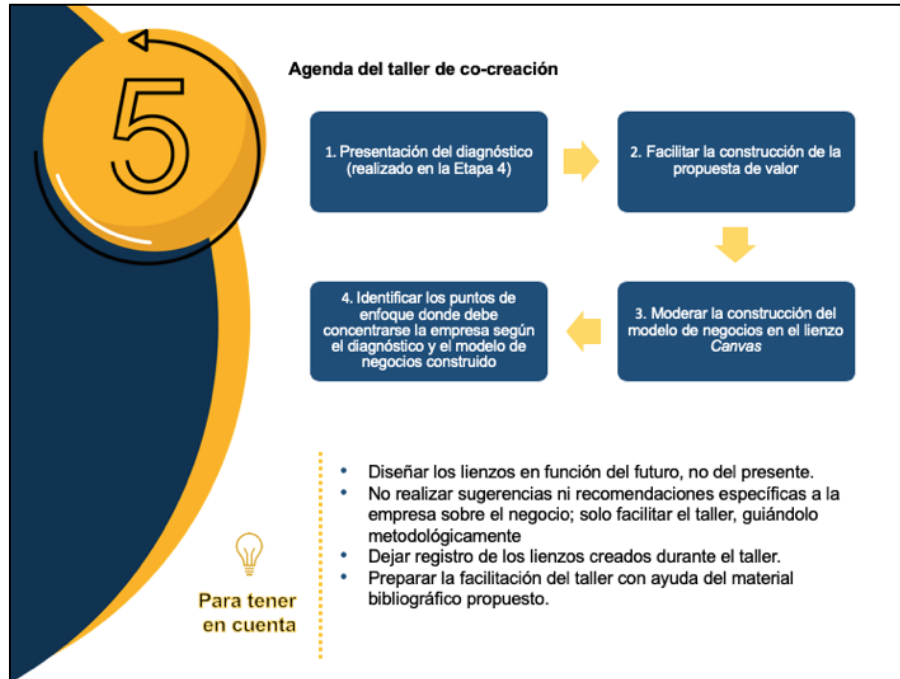 5
Agenda del taller de co-creación
1. Presentación del diagnóstico
(realizado en la Etapa 4)
2. Facilitar la construcción de la
propuesta de valor
3. Moderar la construcción del
modelo de negocios en el lienzo
Canvas
4. Identificar los puntos de
enfoque donde debe
concentrarse la empresa según
el diagnóstico y el modelo de
negocios construido
Para tener
en cuenta
• Diseñar los lienzos en función del futuro, no del presente.
• No realizar sugerencias ni recomendaciones específicas a la
empresa sobre el negocio; solo facilitar el taller, guiándolo
metodológicamente
• Dejar registro de los lienzos creados durante el taller.
• Preparar la facilitación del taller con ayuda del material
bibliográfico propuesto.